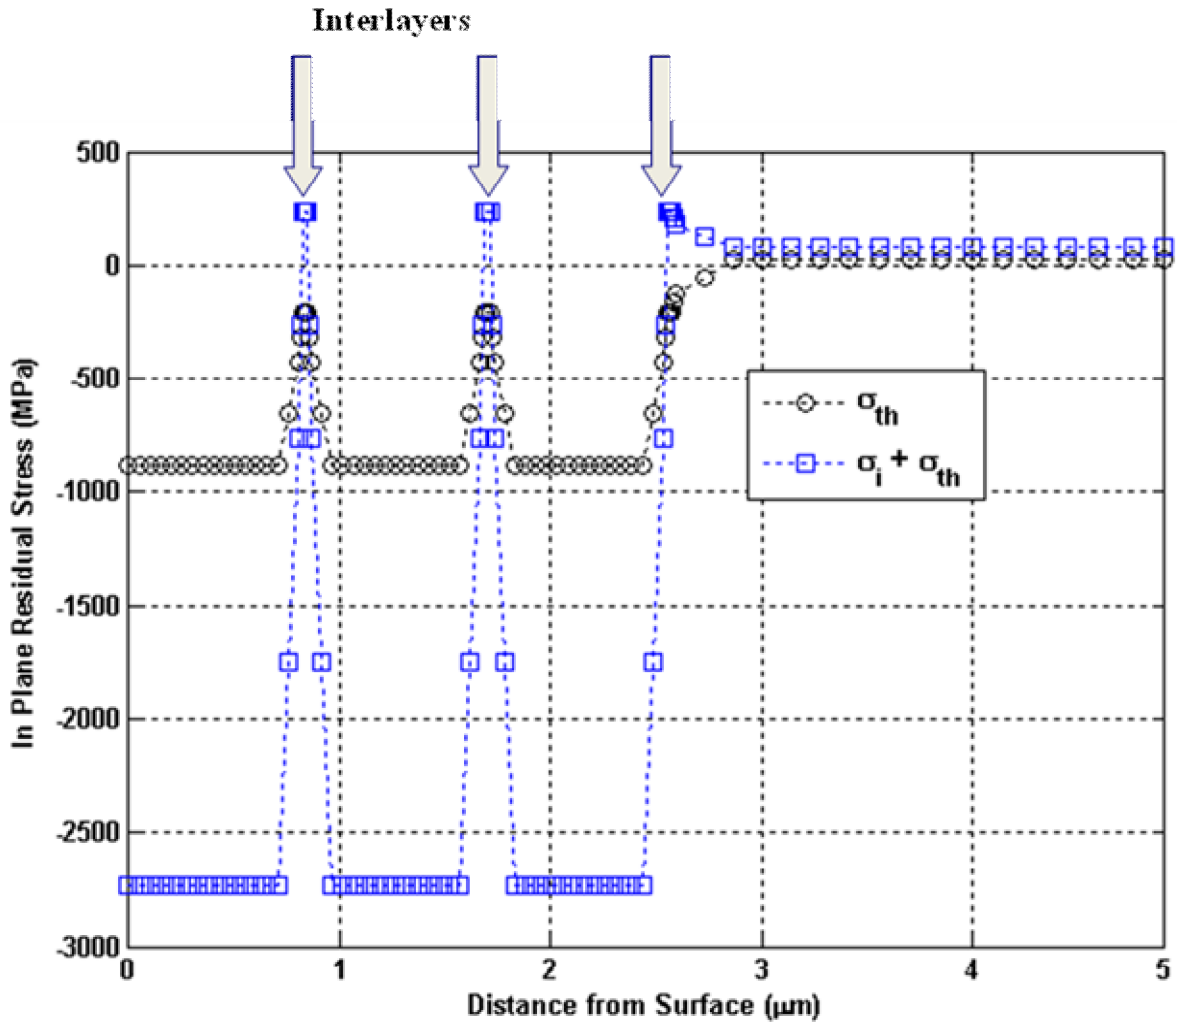 Interlayers
500
0
-500
-1000
-1500
-2000
-2500
-3000
In Plane Residual Stress (MPa)
σth
σi + σth
0 1 2 3 4 5
Distance from Surface (μm)